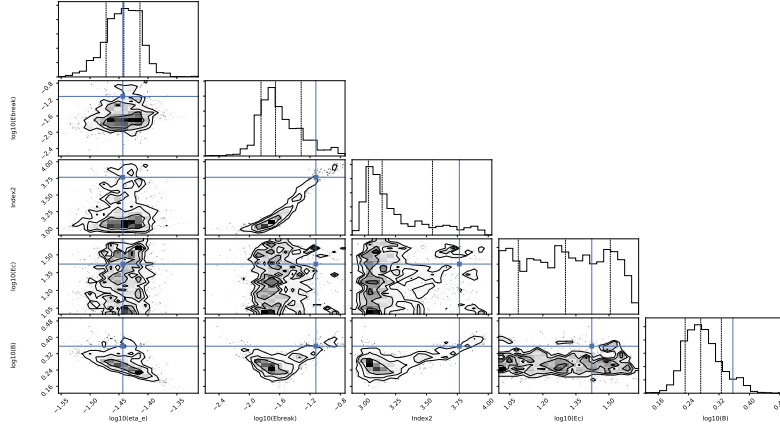 log10(Ebreak)
−0.8
−1.2
−1.6
−2.0
−2.4
Index2
4.00
3.75
3.50
3.25
3.00
log10(Ec)
1.50
1.35
1.20
1.05
log10(B)
0.48
0.40
0.32
0.24
0.16
−1.55 −1.50 −1.45 −1.40 −1.35
−2.4 −2.0 −1.6 −1.2 −0.8
3.00 3.25 3.50 3.75 4.00
1.05 1.20 1.35 1.50
0.16 0.24 0.32 0.40
log10(eta_e) log10(Ebreak) Index2 log10(Ec) log10(B)